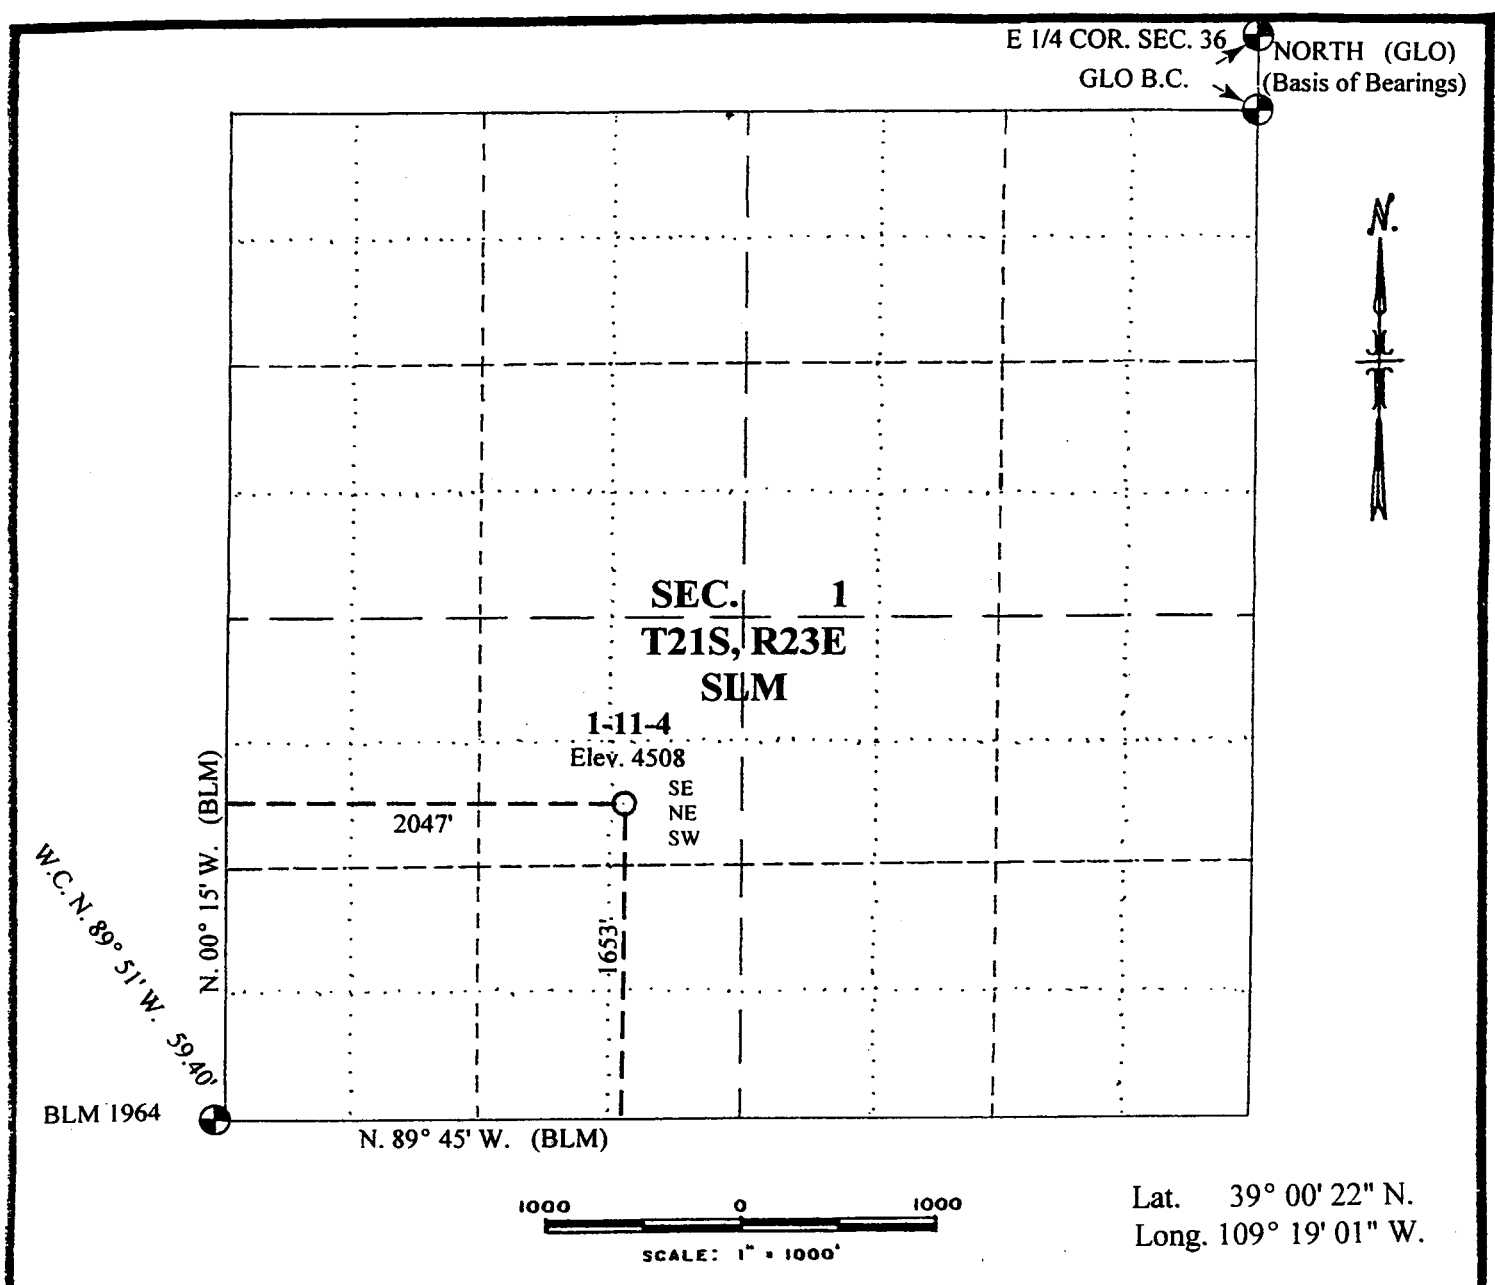 E 1/4 COR. SEC. 36
NORTH (GLO)
GLO B.C.
(Basis of Bearings)
N.
SEC. 1
T21S, R23E
SLM
1-11-4
Elev. 4508
SE
NE
SW
2047'
1653'
N. 00° 15' W. (BLM)
W.C. N. 89° 51' W. 59.40'
BLM 1964
N. 89° 45' W. (BLM)
1000 0 1000
SCALE: 1" = 1000'
Lat. 39° 00' 22" N.
Long. 109° 19' 01" W.